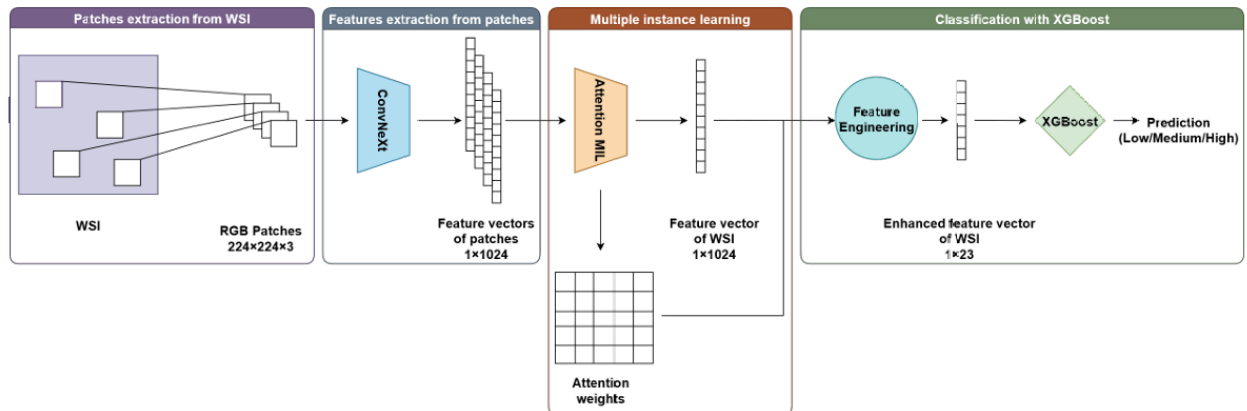 Patches extraction from WSI
Features extraction from patches
Multiple instance learning
Classification with XGBoost
WSI
RGB Patches
224×224×3
ConvNeXt
Feature vectors
of patches
1×1024
Attention MIL
Feature vector
of WSI
1×1024
Attention
weights
Feature
Engineering
Enhanced feature vector
of WSI
1×23
XGBoost
Prediction
(Low/Medium/High)